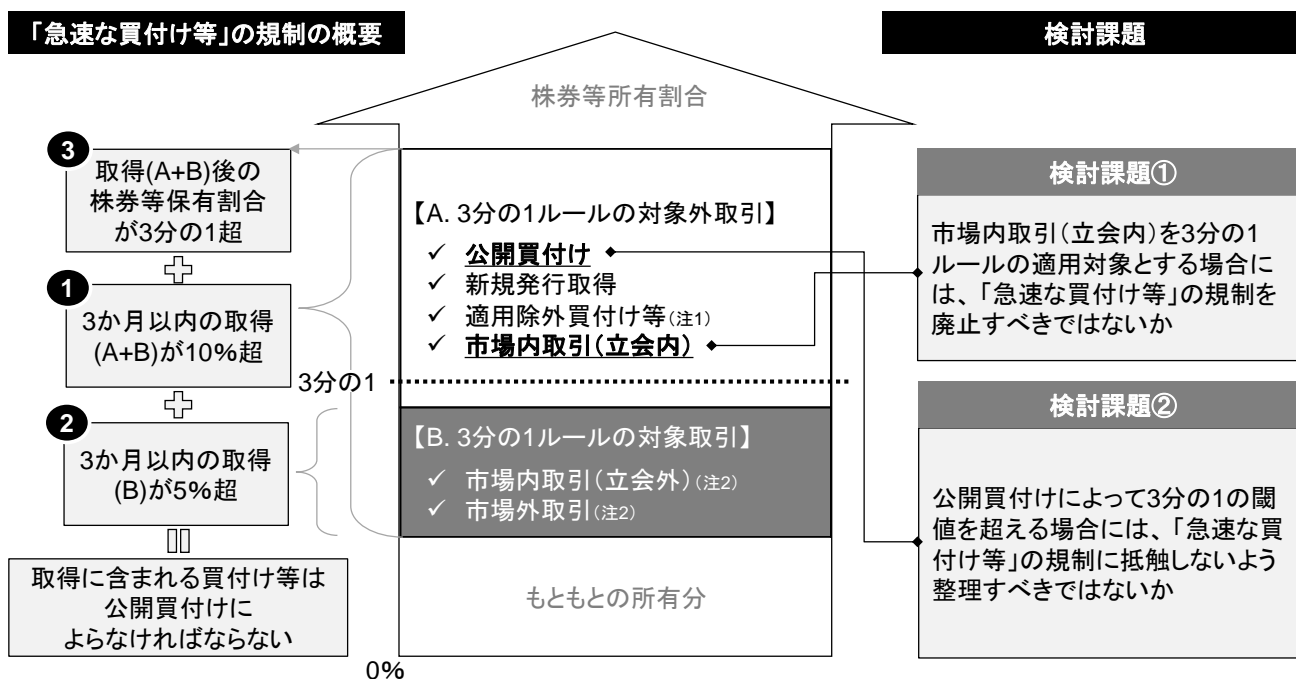 「急速な買付け等」の規制の概要
3
取得(A+B)後の
株券等保有割合
が3分の1超
1
3か月以内の取得
(A+B)が10%超
2
3か月以内の取得
(B)が5%超
取得に含まれる買付け等は
公開買付けに
よらなければならない
株券等所有割合
【A. 3分の1ルールの対象外取引】
✓ 公開買付け
✓ 新規発行取得
✓ 適用除外買付け等(注1)
✓ 市場内取引(立会内)
3分の1
【B. 3分の1ルールの対象取引】
✓ 市場内取引(立会外)(注2)
✓ 市場外取引(注2)
もともとの所有分
0%
検討課題
検討課題①
市場内取引(立会内)を3分の1
ルールの適用対象とする場合に
は、「急速な買付け等」の規制を
廃止すべきではないか
検討課題②
公開買付けによって3分の1の閾
値を超える場合には、「急速な買
付け等」の規制に抵触しないよう
整理すべきではないか